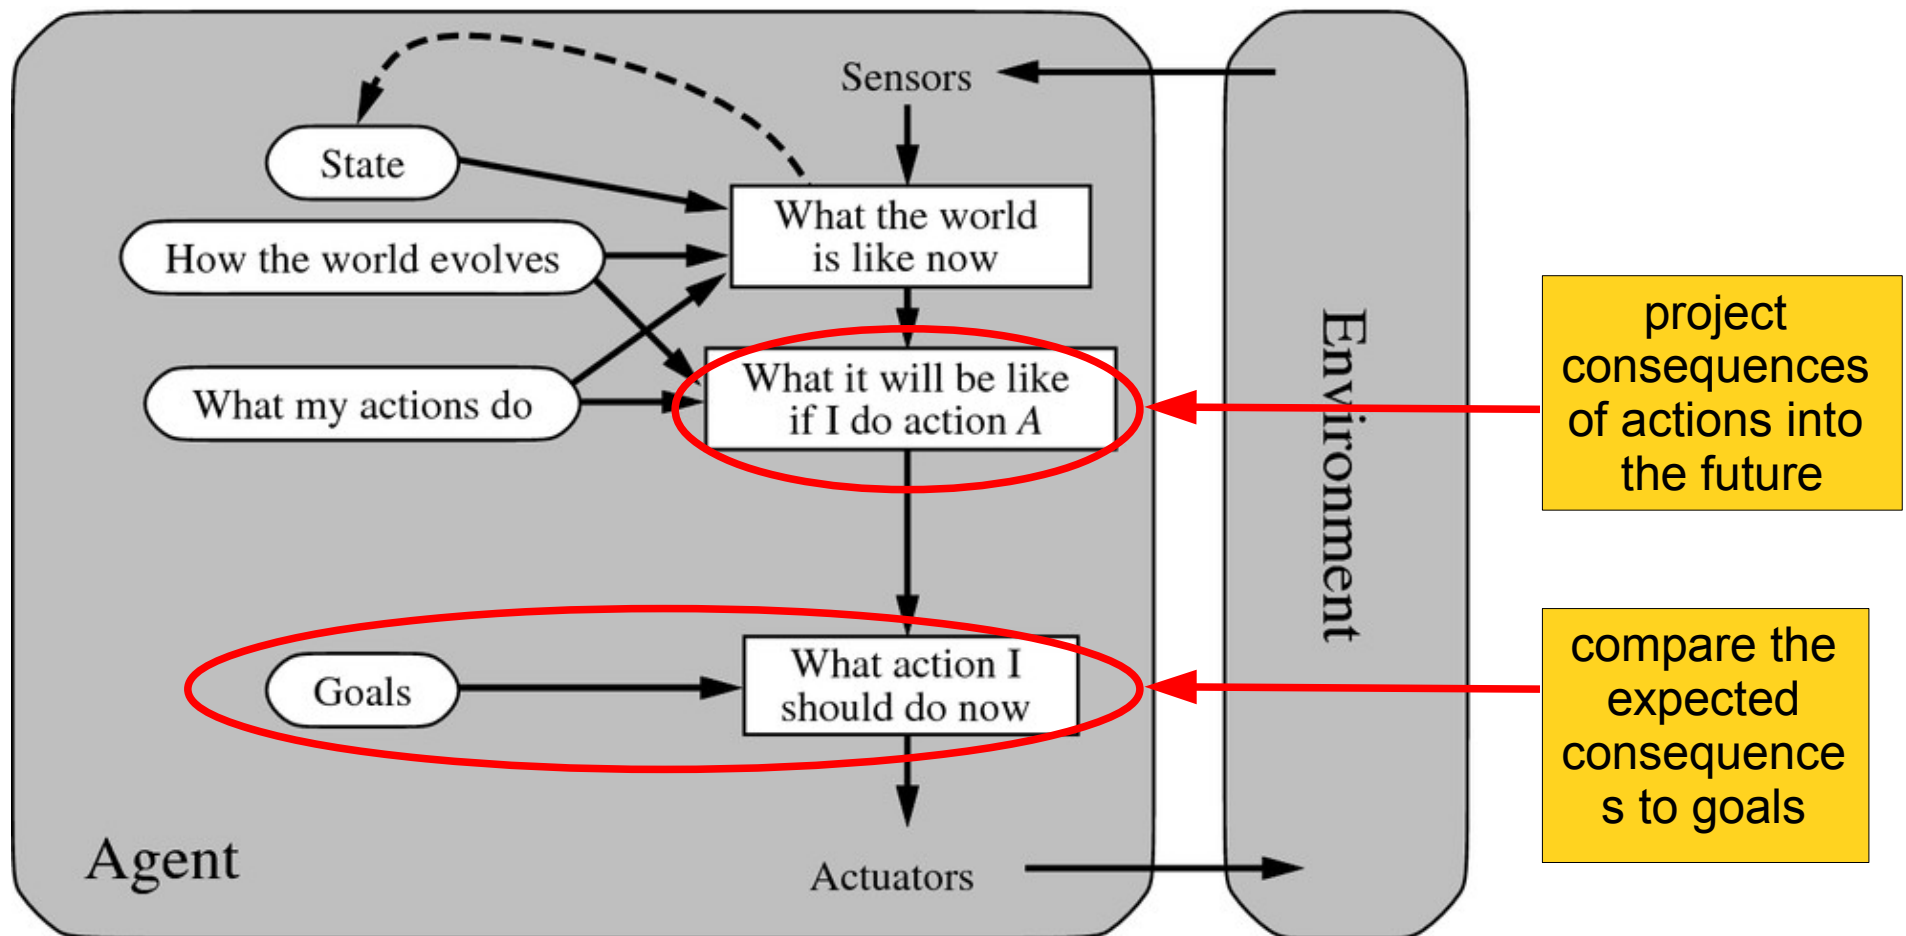 Sensors
State
What the world
is like now
How the world evolves
What it will be like
if I do action A
What my actions do
Goals
What action I
should do now
Agent
Actuators
Environment
project
consequences
of actions into
the future
compare the
expected
consequence
s to goals